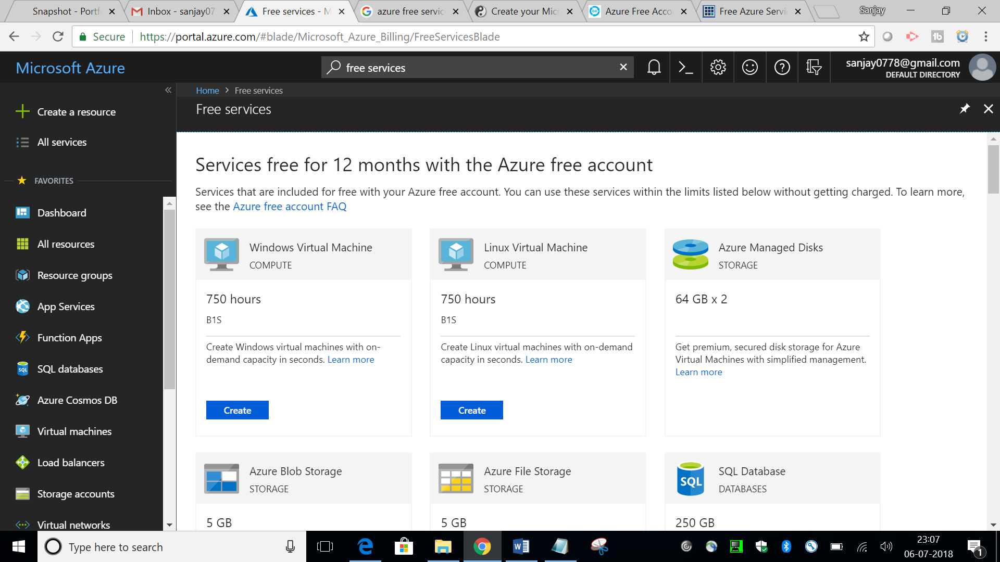 Snapshot - Portf
Inbox - sanjay07
Free services - M
azure free servic
Create your Micr
Azure Free Acco
Free Azure Servi
Sanjay
Secure
https://portal.azure.com/#blade/Microsoft_Azure_Billing/FreeServicesBlade
Microsoft Azure
free services
sanjay0778@gmail.com
DEFAULT DIRECTORY
Home > Free services
Free services
Create a resource
All services
FAVORITES
Dashboard
All resources
Resource groups
App Services
Function Apps
SQL
SQL databases
Azure Cosmos DB
Virtual machines
Load balancers
Storage accounts
Virtual networks
Services free for 12 months with the Azure free account
Services that are included for free with your Azure free account. You can use these services within the limits listed below without getting charged. To learn more,
see the Azure free account FAQ
Windows Virtual Machine
COMPUTE
750 hours
B1S
Create Windows virtual machines with on-
demand capacity in seconds. Learn more
Create
Linux Virtual Machine
COMPUTE
750 hours
B1S
Create Linux virtual machines with on-demand
capacity in seconds. Learn more
Create
Azure Managed Disks
STORAGE
64 GB x 2
Get premium, secured disk storage for Azure
Virtual Machines with simplified management.
Learn more
Azure Blob Storage
STORAGE
5 GB
Azure File Storage
STORAGE
5 GB
SQL
SQL Database
DATABASES
250 GB
Type here to search
23:07
06-07-2018
1